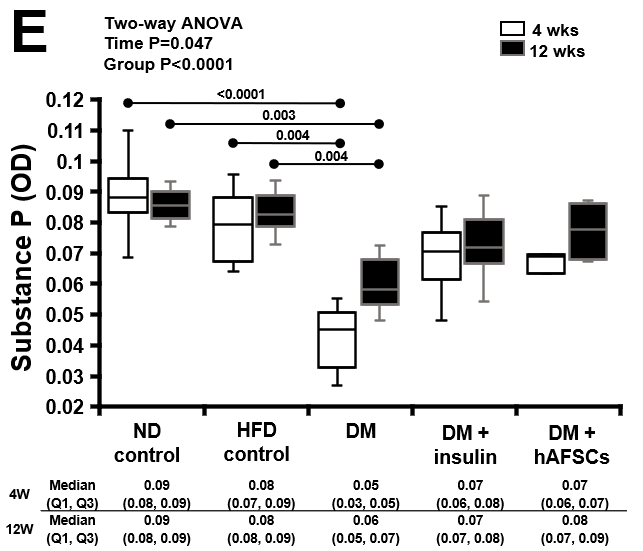 E
Two-way ANOVA
Time P=0.047
Group P<0.0001
4 wks
12 wks
Substance P (OD)
0.12
0.11
0.1
0.09
0.08
0.07
0.06
0.05
0.04
0.03
0.02
<0.0001
0.003
0.004
0.004
ND control
HFD control
DM
DM + insulin
DM + hAFSCs
4W
Median 0.09 0.08 0.05 0.07 0.07
(Q1, Q3) (0.08, 0.09) (0.07, 0.09) (0.03, 0.05) (0.06, 0.08) (0.06, 0.07)
12W
Median 0.09 0.08 0.06 0.07 0.08
(Q1, Q3) (0.08, 0.09) (0.08, 0.09) (0.05, 0.07) (0.07, 0.08) (0.07, 0.09)